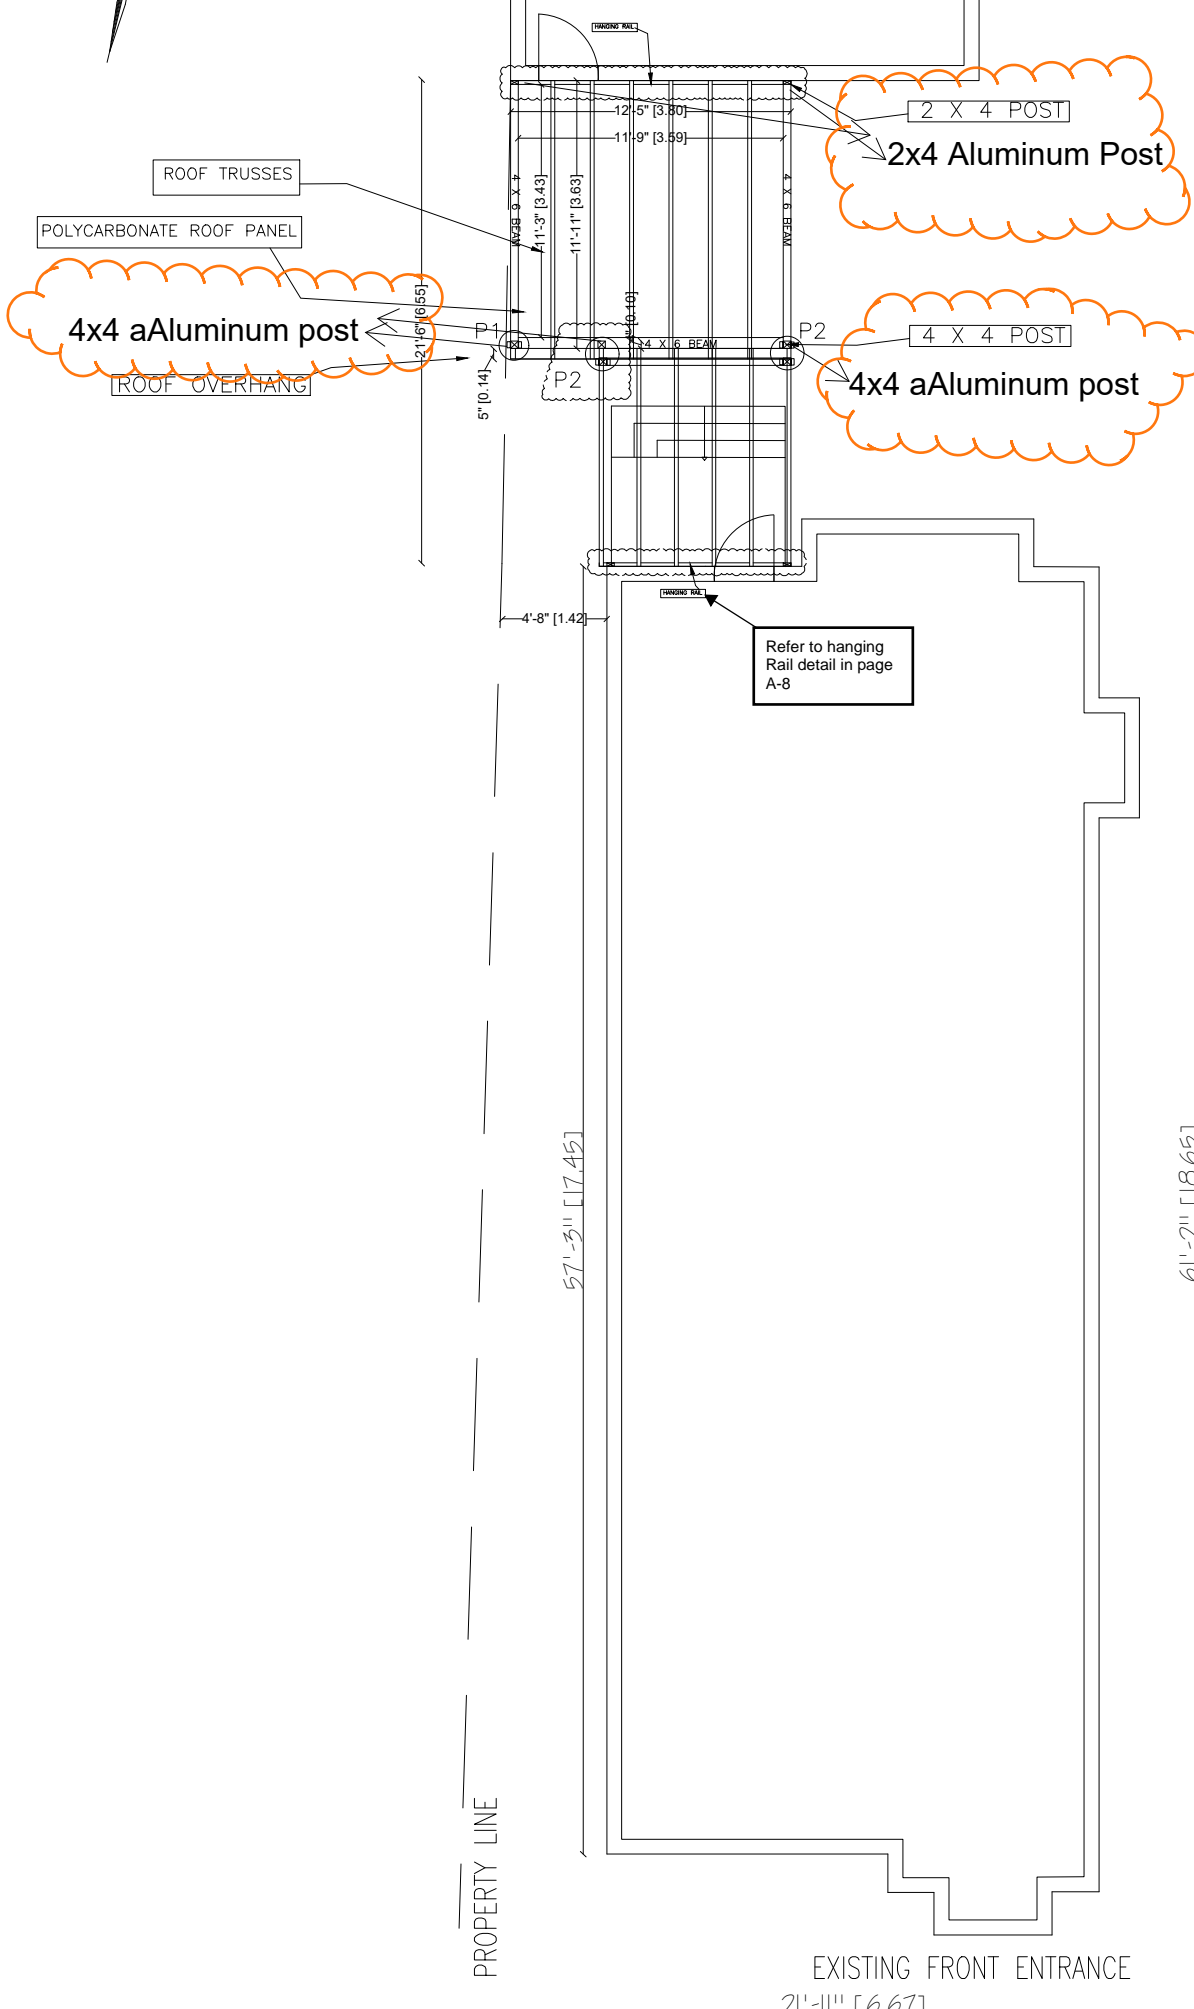 HANGING RAIL
12'-5" [3.80]
2 X 4 POST
11'-9" [3.59]
2x4 Aluminum Post
ROOF TRUSSES
4 X 6 BEAM
11'-3" [3.43]
11'-11" [3.63]
4 X 6 BEAM
POLYCARBONATE ROOF PANEL
21'-6" [6.55]
4x4 aAluminum post
P1
4 X 6 BEAM
P2
4 X 4 POST
ROOF OVERHANG
5" [0.14]
P2
4x4 aAluminum post
HANGING RAIL
4'-8" [1.42]
Refer to hanging
Rail detail in page
A-8
57'-3" [17.45]
61'-2" [18.65]
PROPERTY LINE
EXISTING FRONT ENTRANCE
21'-11" [6.67]